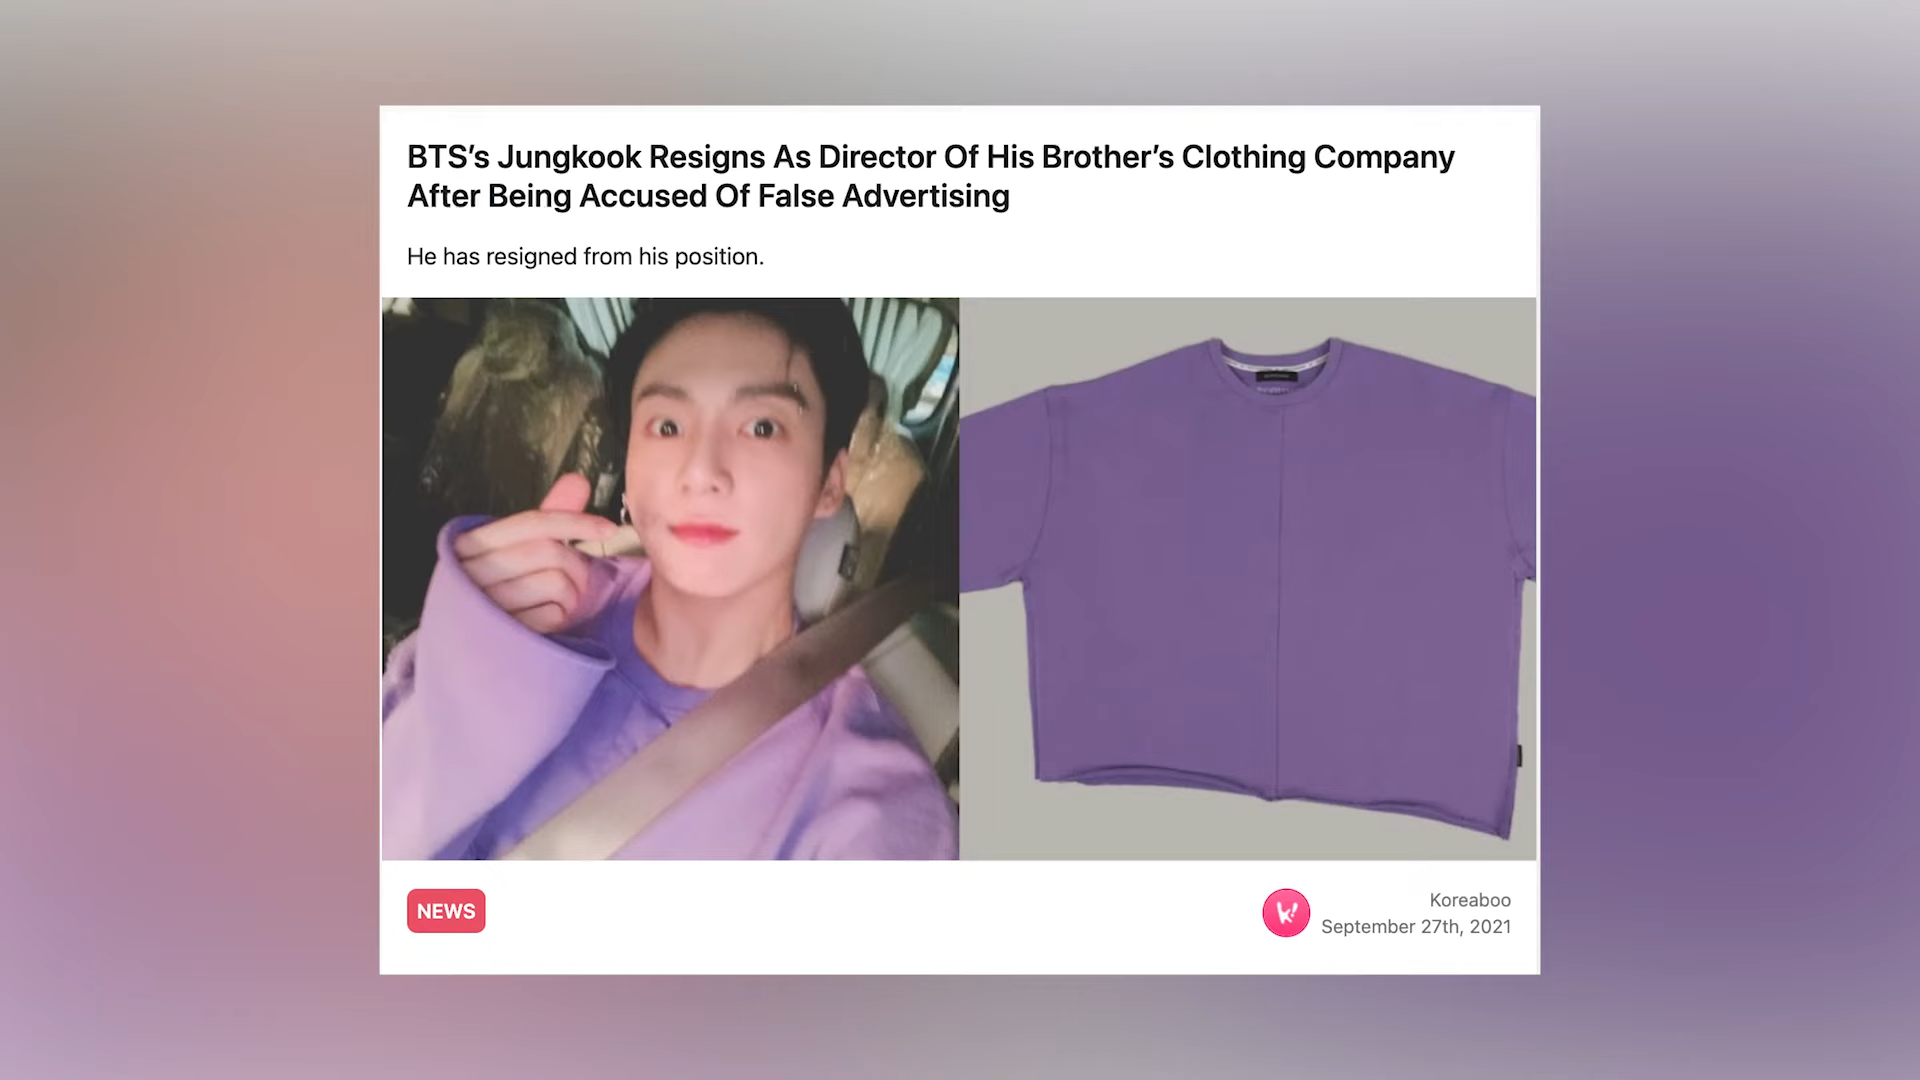 BTS’s Jungkook Resigns As Director Of His Brother’s Clothing Company
After Being Accused Of False Advertising
He has resigned from his position.
NEWS
k!
Koreaboo
September 27th, 2021